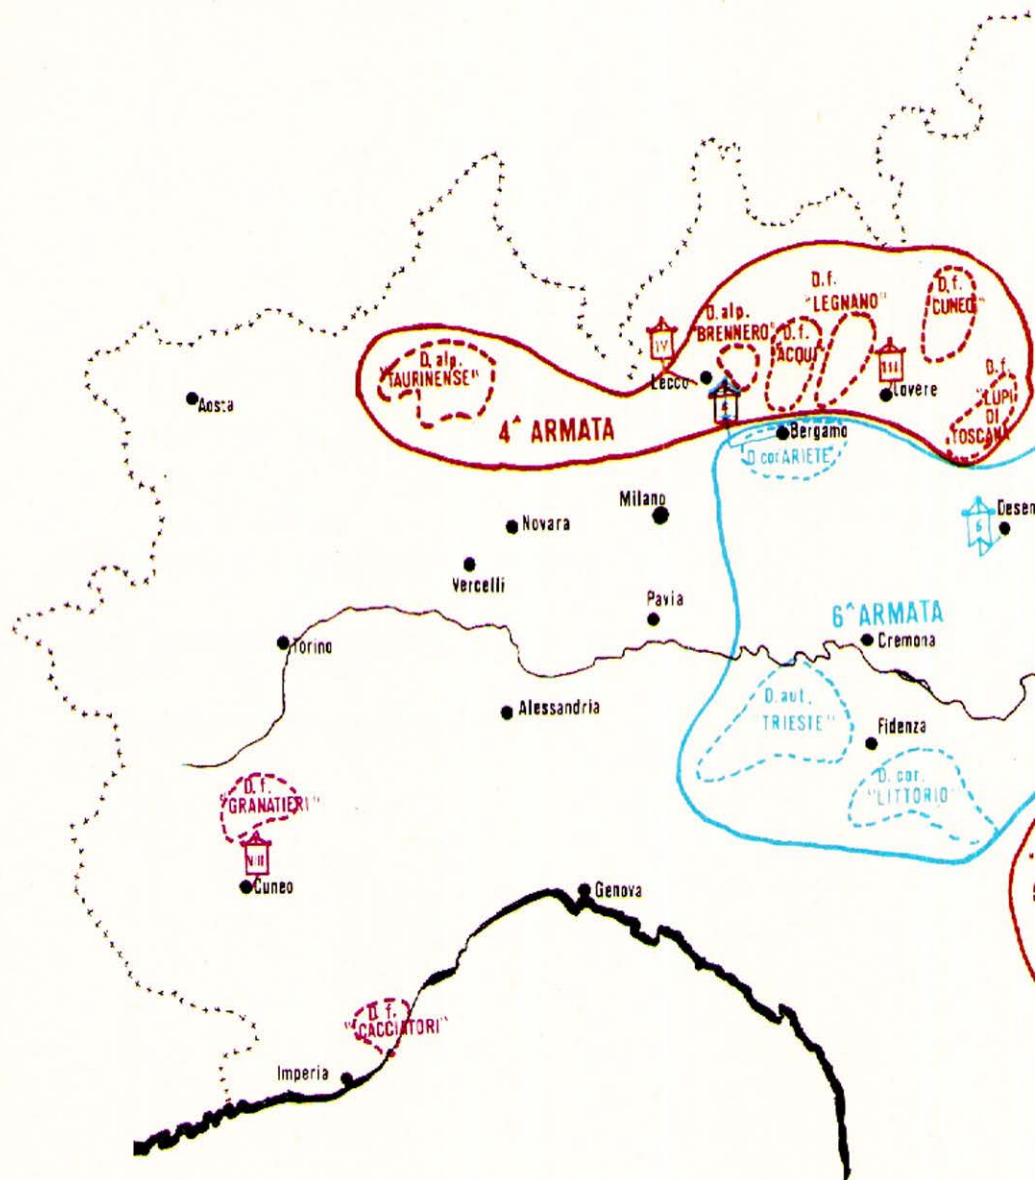 D. f.
"LEGNANO"
D. f.
"CUNEO"
D. alp.
"BRENNERO"
D. f.
"ACQUI"
IV
III
D. alp.
"TAURINENSE"
Lecco
Lovere
D. f.
"LUPI
DI
TOSCANA"
Aosta
4^ ARMATA
Bergamo
D cor ARIETE"
Milano
Novara
6
Desen
Vercelli
Pavia
6^ ARMATA
Cremona
Torino
D. aut.
"TRIESTE"
Alessandria
Fidenza
D. cor.
"LITTORIO"
D. f.
"GRANATIERI"
VIII
Cuneo
Genova
D. f.
"CACCIATORI"
Imperia